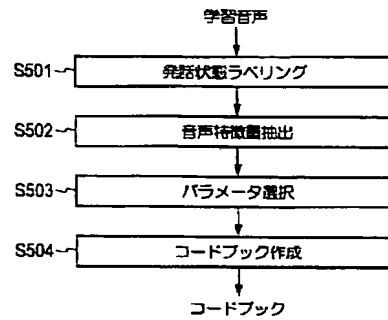 学習音声
S501 発話状態ラベリング
S502 音声特徴量抽出
S503 パラメータ選択
S504 コードブック作成
コードブック